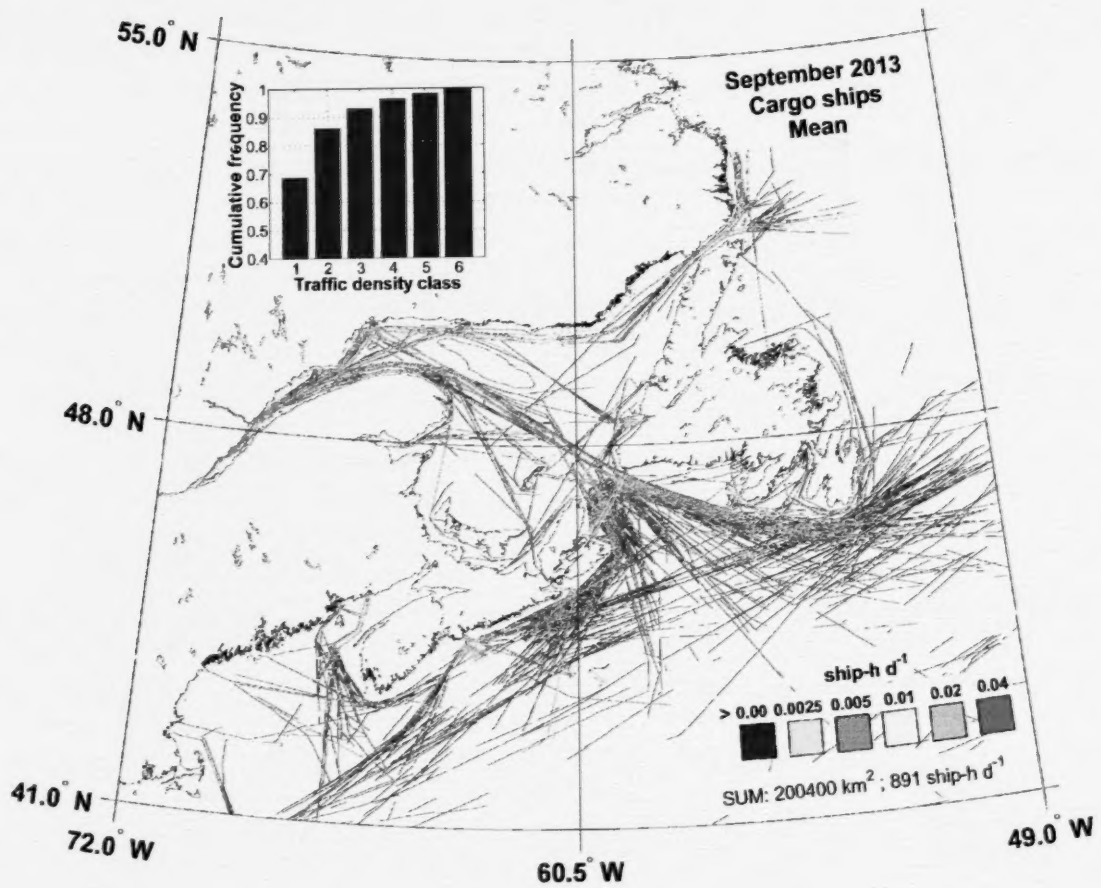 55.0° N
September 2013
Cargo ships
Mean
Cumulative frequency
1
0.9
0.8
0.7
0.6
0.5
0.4
1 2 3 4 5 6
Traffic density class
48.0° N
ship-h d⁻¹
> 0.00 0.0025 0.005 0.01 0.02 0.04
SUM: 200400 km² ; 891 ship-h d⁻¹
41.0° N
72.0° W
60.5° W
49.0° W